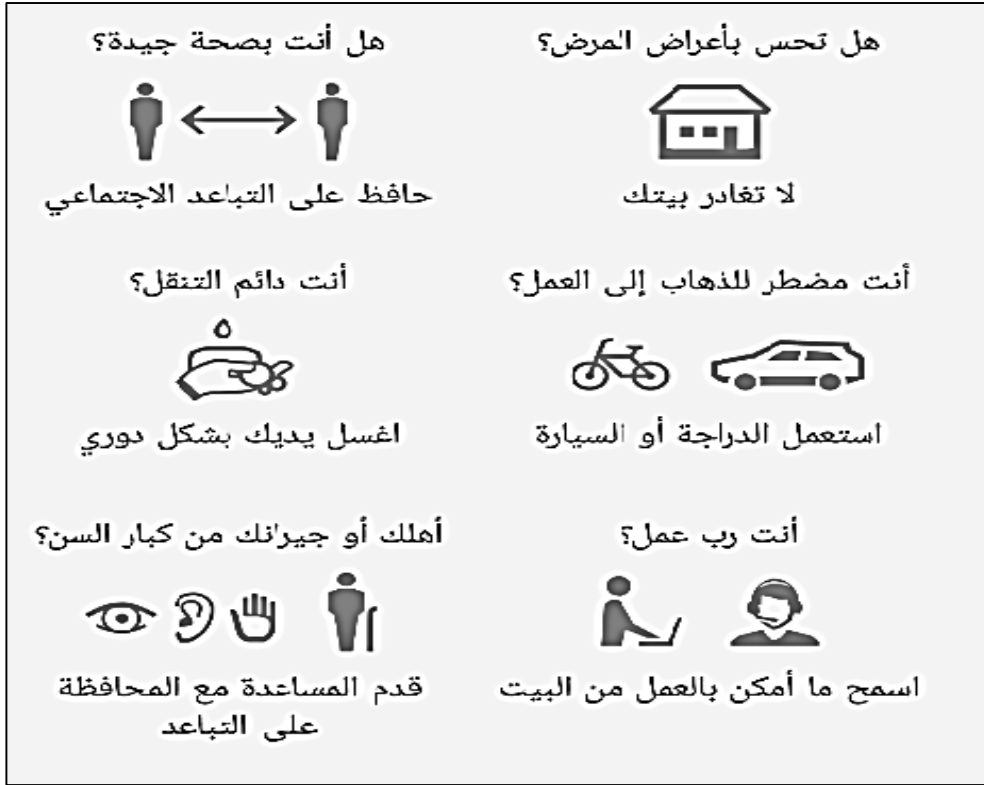 هل تحس بأعراض المرض؟
لا تغادر بيتك
هل أنت بصحة جيدة؟
حافظ على التباعد الاجتماعي
أنت مضطر للذهاب إلى العمل؟
استعمل الدراجة أو السيارة
أنت دائم التنقل؟
اغسل يديك بشكل دوري
أنت رب عمل؟
اسمح ما أمكن بالعمل من البيت
أهلك أو جيرانك من كبار السن؟
قدم المساعدة مع المحافظة
على التباعد